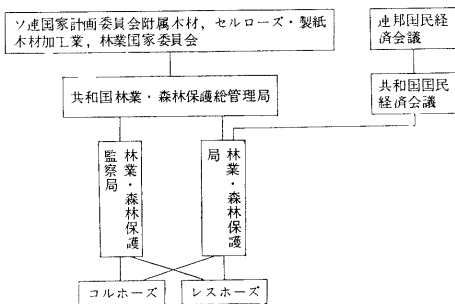 ソ連国家計画委員会附属木材，セルローズ・製紙
木材加工業，林業国家委員会
連邦国民経
済会議
共和国林業・森林保護総管理局
共和国国民
経済会議
林業・森林保護
監察局
林業・森林保護
局
コルホーズ
レスホーズ